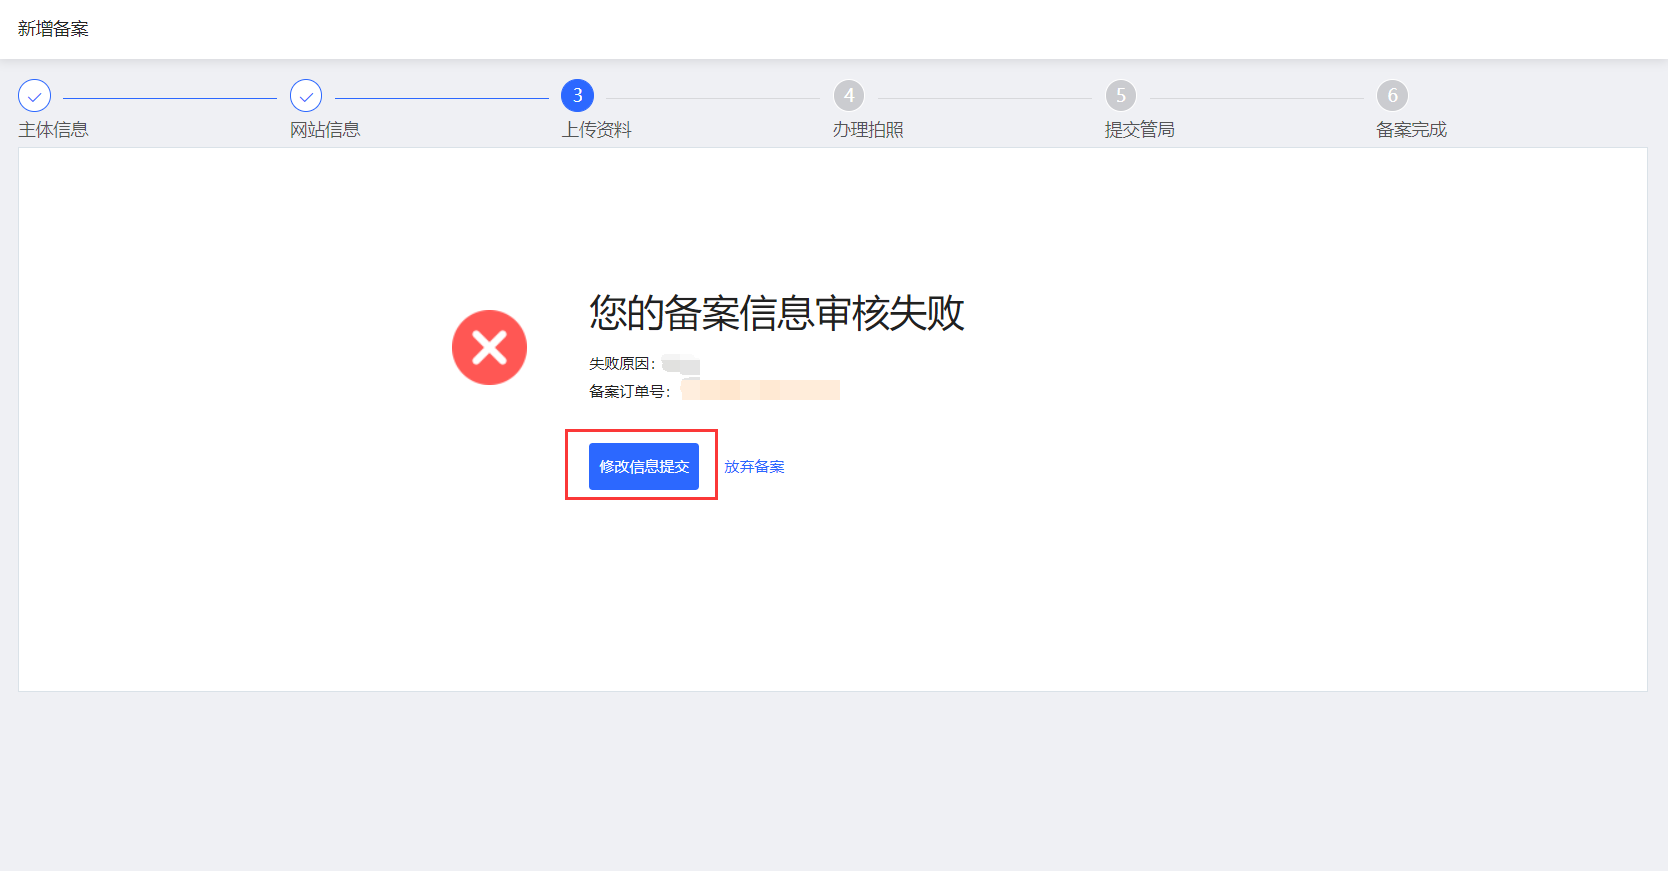 新增备案
3
4
5
6
主体信息
网站信息
上传资料
办理拍照
提交管局
备案完成
您的备案信息审核失败
失败原因：
备案订单号：
修改信息提交
放弃备案